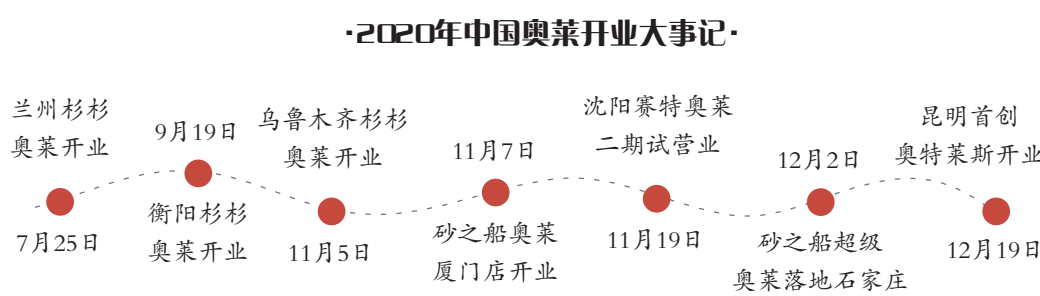 ·2020年中国奥莱开业大事记·
兰州杉杉
奥莱开业
7月25日
9月19日
衡阳杉杉
奥莱开业
乌鲁木齐杉杉
奥莱开业
11月5日
11月7日
砂之船奥莱
厦门店开业
沈阳赛特奥莱
二期试营业
11月19日
12月2日
砂之船超级
奥莱落地石家庄
昆明首创
奥特莱斯开业
12月19日